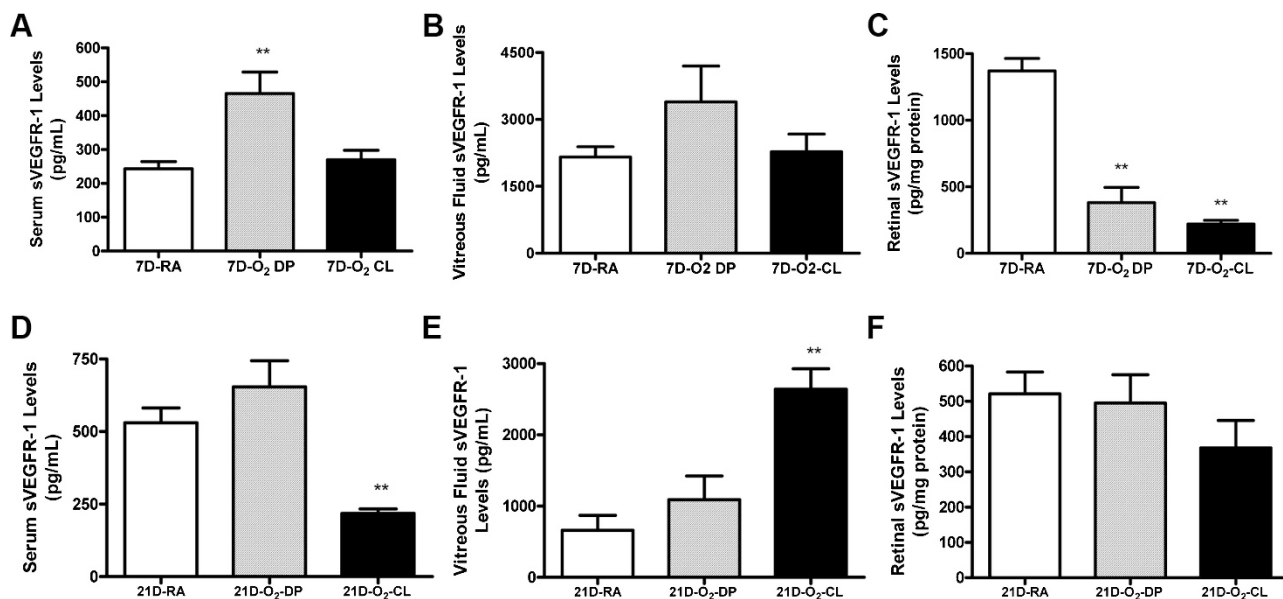 A
Serum sVEGFR-1 Levels
(pg/mL)
600
500
400
300
200
100
0
**
7D-RA
7D-O₂ DP
7D-O₂ CL
B
Vitreous Fluid sVEGFR-1 Levels
(pg/mL)
4500
3000
1500
0
7D-RA
7D-O2 DP
7D-O2-CL
C
Retinal sVEGFR-1 Levels
(pg/mg protein)
1500
1000
500
0
**
**
7D-RA
7D-O₂ DP
7D-O₂-CL
D
Serum sVEGFR-1 Levels
(pg/mL)
750
500
250
0
**
21D-RA
21D-O₂-DP
21D-O₂-CL
E
Vitreous Fluid sVEGFR-1
Levels (pg/mL)
3000
2000
1000
0
**
21D-RA
21D-O₂-DP
21D-O₂-CL
F
Retinal sVEGFR-1 Levels
(pg/mg protein)
600
500
400
300
200
100
0
21D-RA
21D-O₂-DP
21D-O₂-CL